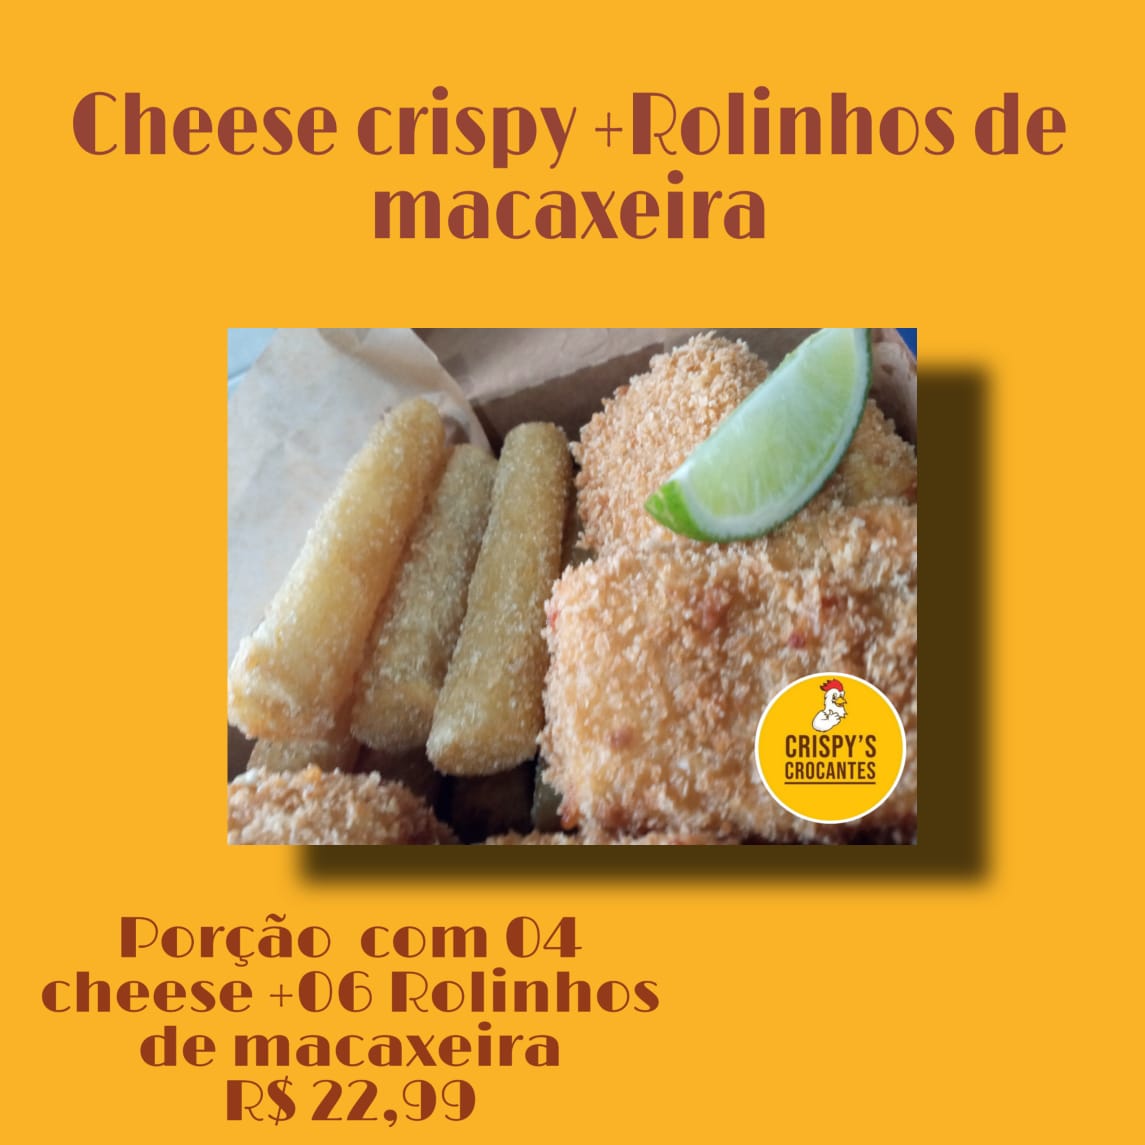 Cheese crispy +Rolinhos de
macaxeira
CRISPY'S
CROCANTES
Porção com 04
cheese +06 Rolinhos
de macaxeira
R$ 22,99